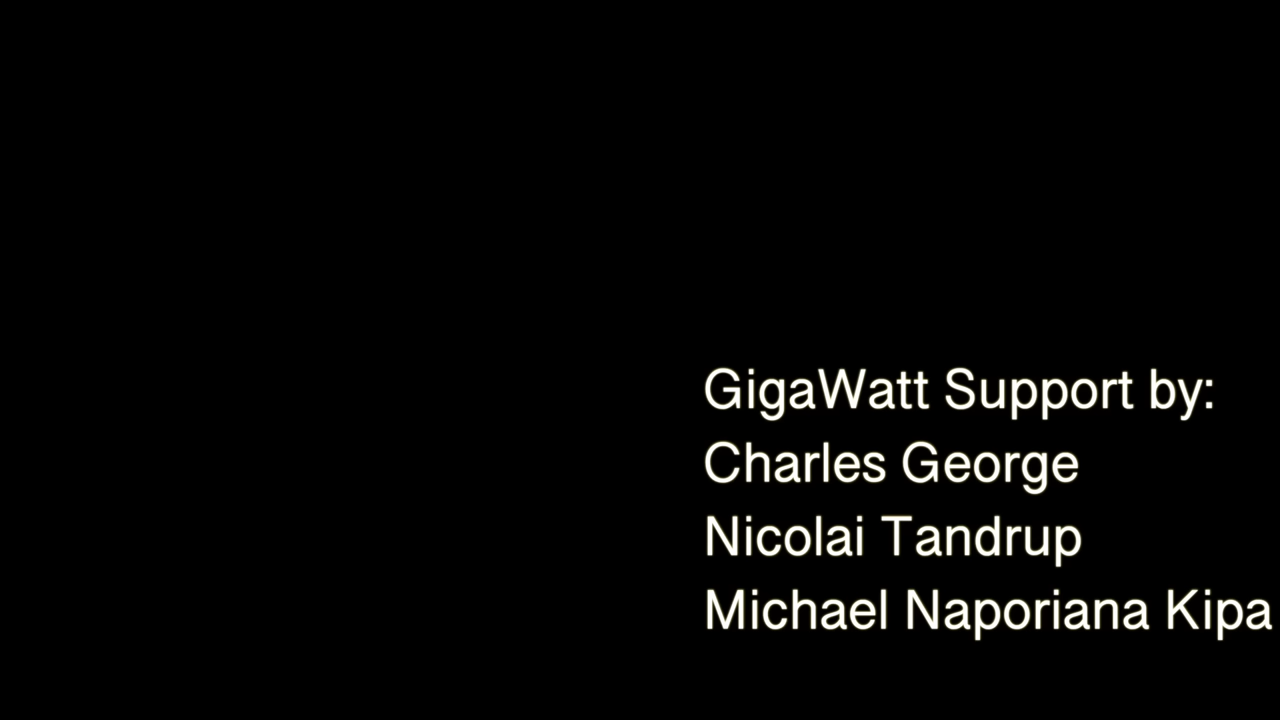 GigaWatt Support by:
Charles George
Nicolai Tandrup
Michael Naporiana Kipa